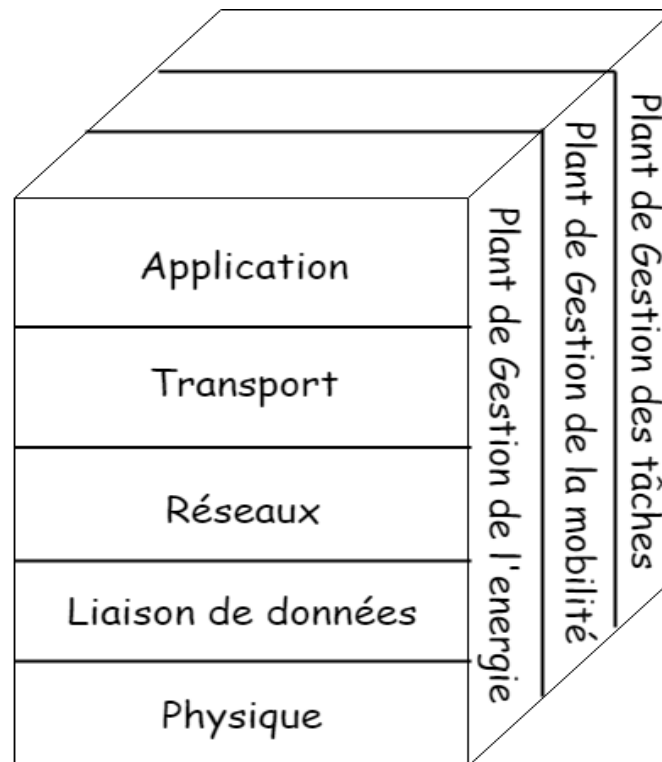 Application
Transport
Réseaux
Liaison de données
Physique
Plant de Gestion de l'energie
Plant de Gestion de la mobilité
Plant de Gestion des tâches